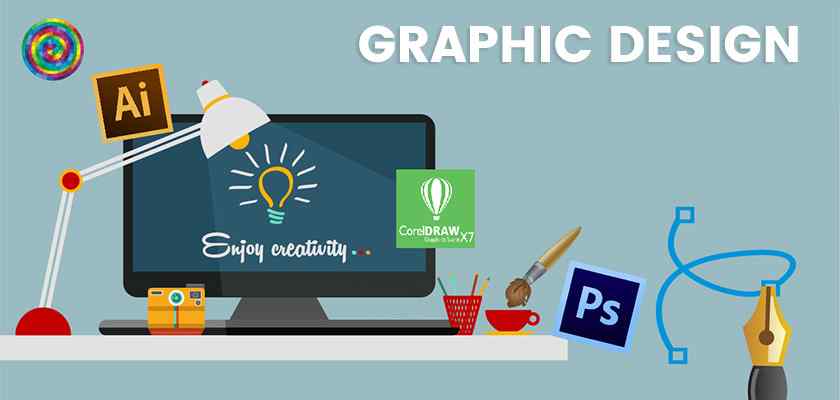 GRAPHIC DESIGN
Ai
CorelDRAW
X7
Enjoy creativity...
Ps